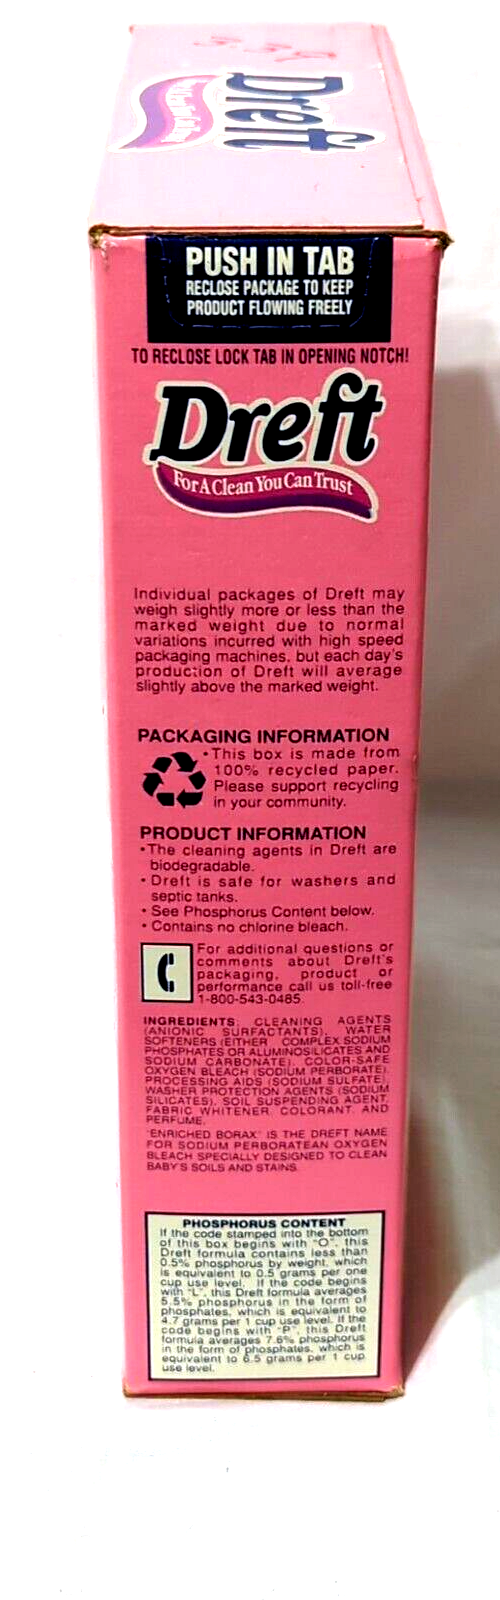 3.59
Dreft
PUSH IN TAB
RECLOSE PACKAGE TO KEEP
PRODUCT FLOWING FREELY
TO RECLOSE LOCK TAB IN OPENING NOTCH!
Dreft
For A Clean You Can Trust
Individual packages of Dreft may
weigh slightly more or less than the
marked weight due to normal
variations incurred with high speed
packaging machines, but each day's
production of Dreft will average
slightly above the marked weight.
PACKAGING INFORMATION
•This box is made from
100% recycled paper.
Please support recycling
in your community.
PRODUCT INFORMATION
•The cleaning agents in Dreft are
biodegradable.
•Dreft is safe for washers and
septic tanks.
•See Phosphorus Content below.
•Contains no chlorine bleach.
For additional questions or
comments about Dreft's
packaging, product or
performance call us toll-free
1-800-543-0485.
INGREDIENTS: CLEANING AGENTS
(ANIONIC SURFACTANTS), WATER
SOFTENERS (EITHER COMPLEX SODIUM
PHOSPHATES OR ALUMINOSILICATES AND
SODIUM CARBONATE), COLOR-SAFE
OXYGEN BLEACH (SODIUM PERBORATE),
PROCESSING AIDS (SODIUM SULFATE),
WASHER PROTECTION AGENTS (SODIUM
SILICATES), SOIL SUSPENDING AGENT,
FABRIC WHITENER, COLORANT, AND
PERFUME.
"ENRICHED BORAX" IS THE DREFT NAME
FOR SODIUM PERBORATEAN OXYGEN
BLEACH SPECIALLY DESIGNED TO CLEAN
BABY'S SOILS AND STAINS.
PHOSPHORUS CONTENT
If the code stamped into the bottom
of this box begins with "O", this
Dreft formula contains less than
0.5% phosphorus by weight, which
is equivalent to 0.5 grams per one
cup use level. If the code begins
with "L", this Dreft formula averages
5.5% phosphorus in the form of
phosphates, which is equivalent to
4.7 grams per 1 cup use level. If the
code begins with "P", this Dreft
formula averages 7.6% phosphorus
in the form of phosphates, which is
equivalent to 6.5 grams per 1 cup
use level.